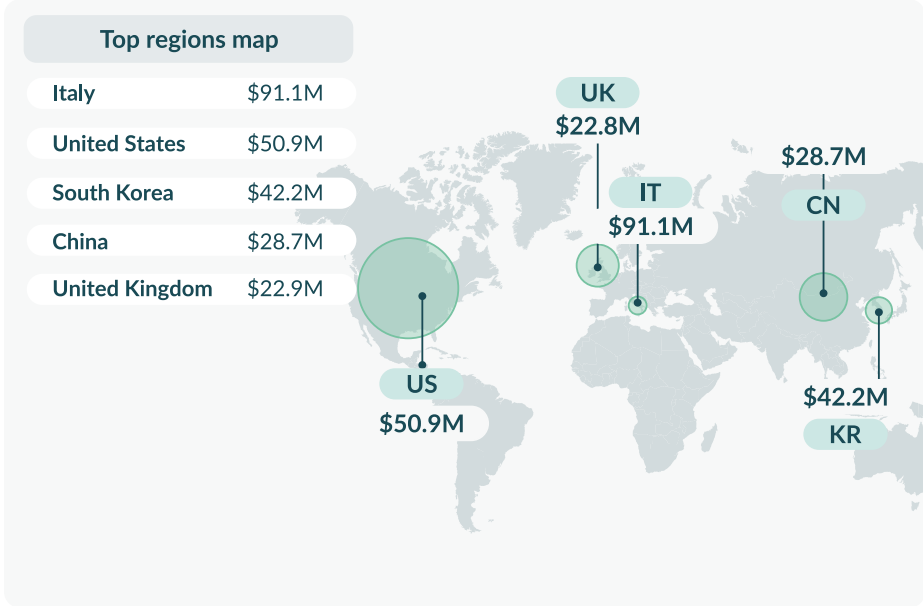 Top regions map
Italy $91.1M
United States $50.9M
South Korea $42.2M
China $28.7M
United Kingdom $22.9M
UK
$22.8M
IT
$91.1M
$28.7M
CN
US
$50.9M
$42.2M
KR